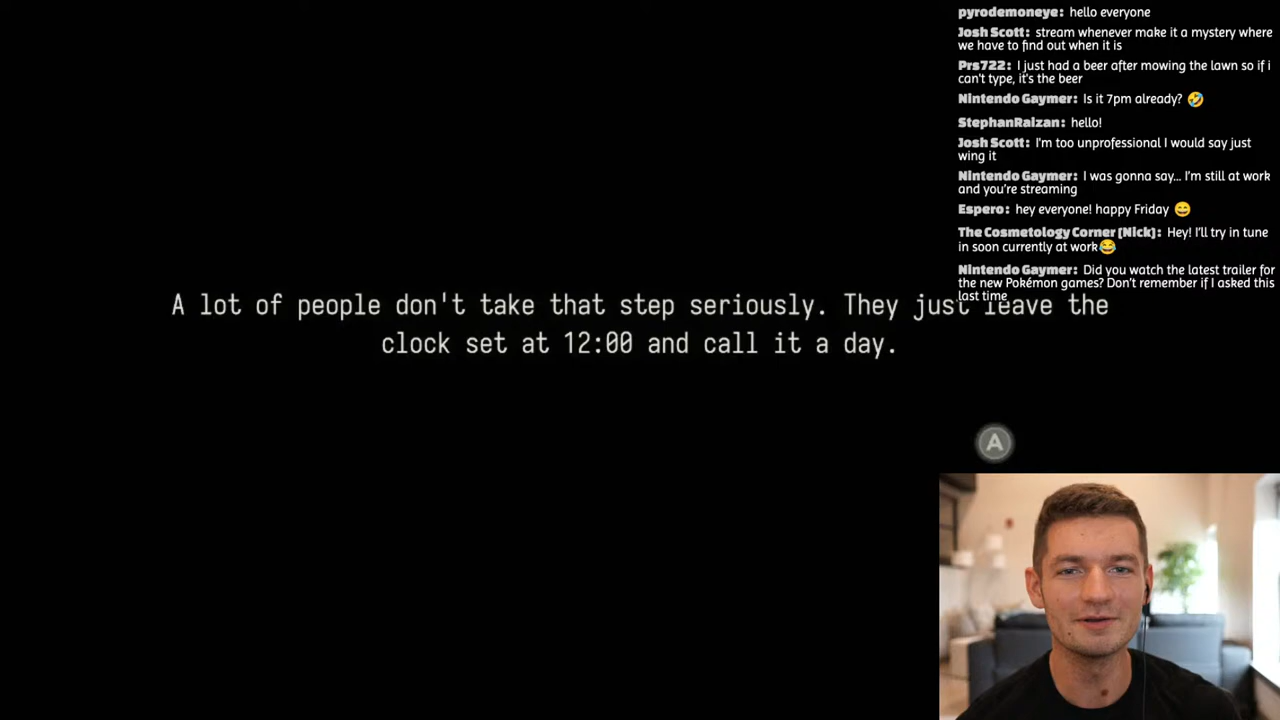 pyrodemoneye: hello everyone
Josh Scott: stream whenever make it a mystery where
we have to find out when it is
Prs722: I just had a beer after mowing the lawn so if i
can't type, it's the beer
Nintendo Gaymer: Is it 7pm already? 🤣
StephanRaizan: hello!
Josh Scott: I'm too unprofessional I would say just
wing it
Nintendo Gaymer: I was gonna say... I'm still at work
and you're streaming
Espero: hey everyone! happy Friday 😄
The Cosmetology Corner [Nick]: Hey! I'll try in tune
in soon currently at work😂
Nintendo Gaymer: Did you watch the latest trailer for
the new Pokémon games? Don't remember if I asked this
last time
A lot of people don't take that step seriously. They just leave the
clock set at 12:00 and call it a day.
A